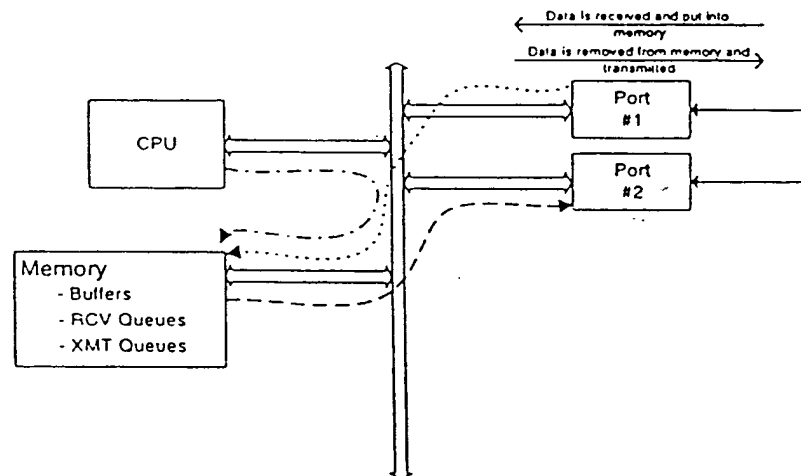 Data is received and put into
memory
Data is removed from memory and
transmitted
Port
#1
CPU
Port
#2
Memory
- Buffers
- RCV Queues
- XMT Queues